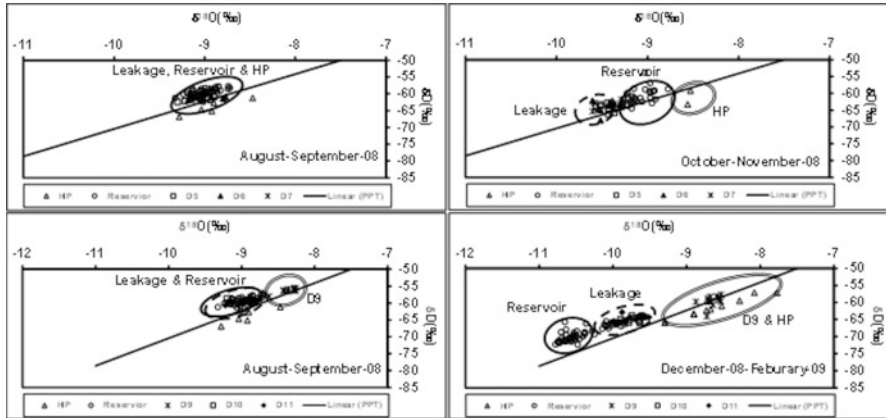 δ¹⁸O(‰)
-11 -10 -9 -8 -7
-50
Leakage, Reservoir & HP
-55
-60
-65
-70
-75
-80
-85
δD(‰)
August-September-08
HP Reservior D5 D6 D7 Linear (PPT)
δ¹⁸O(‰)
-11 -10 -9 -8 -7
-50
Reservoir
-55
-60
Leakage
HP
-65
-70
-75
-80
-85
δD(‰)
October-November-08
HP Reservior D5 D6 D7 Linear (PPT)
δ¹⁸O(‰)
-12 -11 -10 -9 -8 -7
-50
Leakage & Reservoir
-55
D9
-60
-65
-70
-75
-80
-85
δD(‰)
August-September-08
HP Reservior D9 D10 D11 Linear (PPT)
δ¹⁸O(‰)
-12 -11 -10 -9 -8 -7
-50
Leakage
-55
Reservoir
-60
D9 & HP
-65
-70
-75
-80
-85
δD(‰)
December-08-Feburary-09
HP Reservior D9 D10 D11 Linear (PPT)